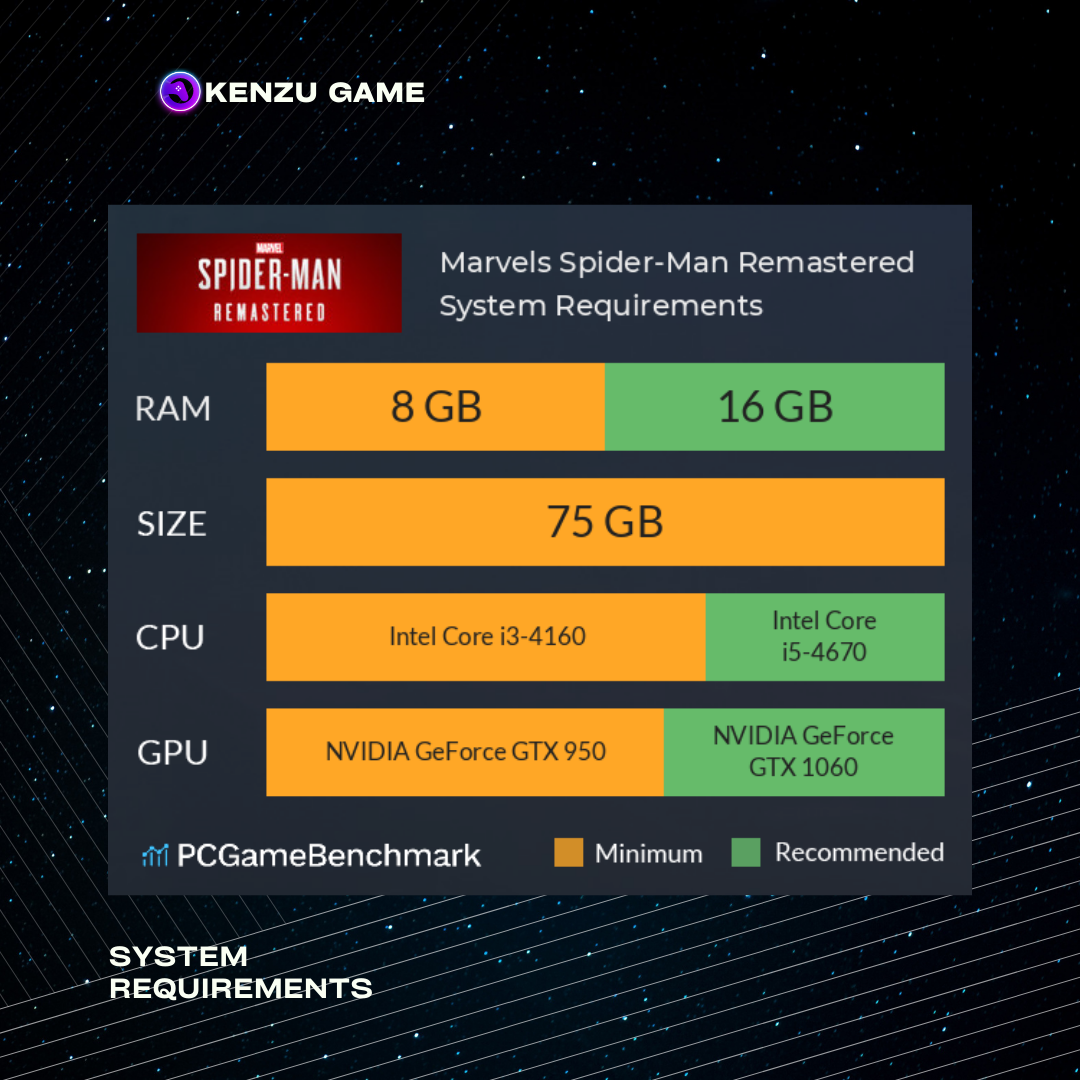 KENZU GAME
MARVEL
SPIDER-MAN
REMASTERED
Marvels Spider-Man Remastered
System Requirements
RAM
8 GB
16 GB
SIZE
75 GB
CPU
Intel Core i3-4160
Intel Core
i5-4670
GPU
NVIDIA GeForce GTX 950
NVIDIA GeForce
GTX 1060
PCGameBenchmark
Minimum
Recommended
SYSTEM
REQUIREMENTS